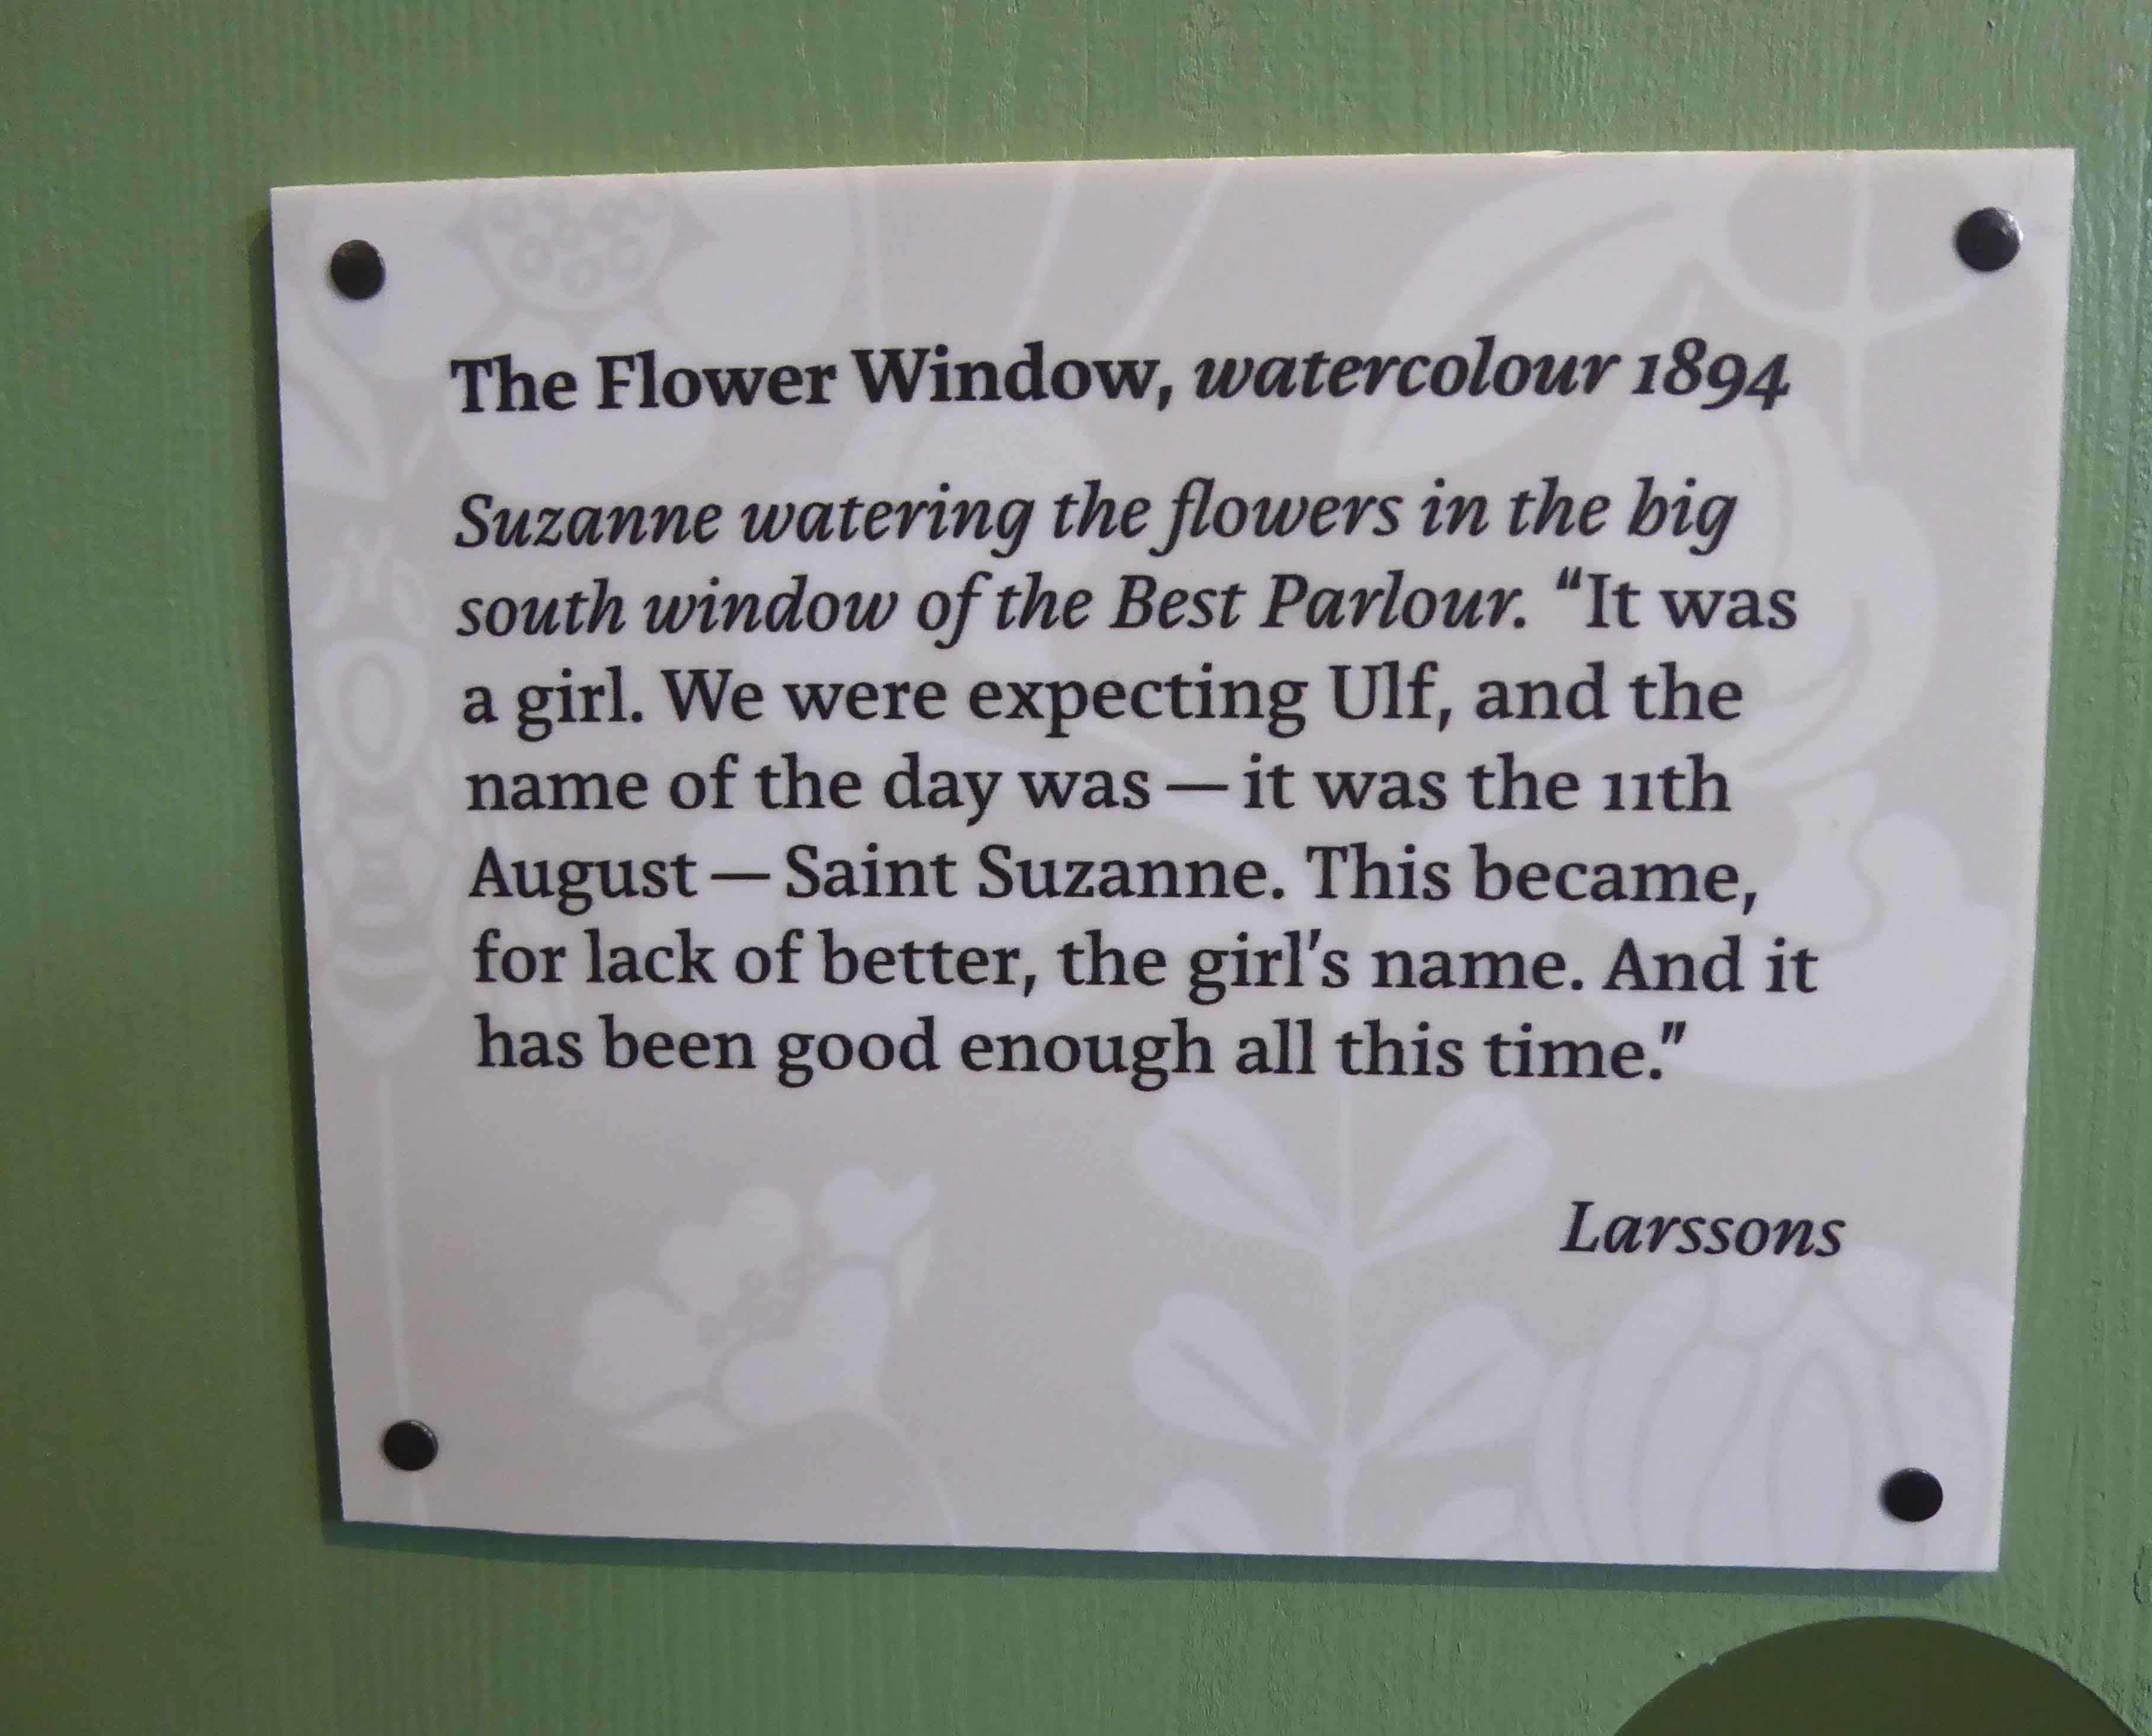 The Flower Window, watercolour 1894
Suzanne watering the flowers in the big
south window of the Best Parlour. “It was
a girl. We were expecting Ulf, and the
name of the day was — it was the 11th
August — Saint Suzanne. This became,
for lack of better, the girl's name. And it
has been good enough all this time."
Larssons